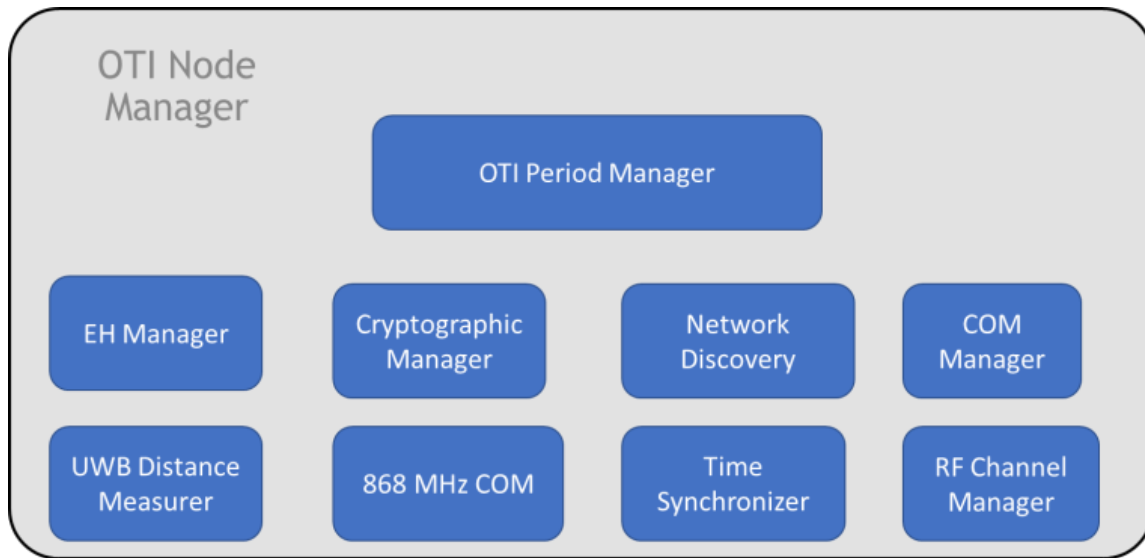 OTI Node
Manager
OTI Period Manager
EH Manager
Cryptographic
Manager
Network
Discovery
COM
Manager
UWB Distance
Measurer
868 MHz COM
Time
Synchronizer
RF Channel
Manager